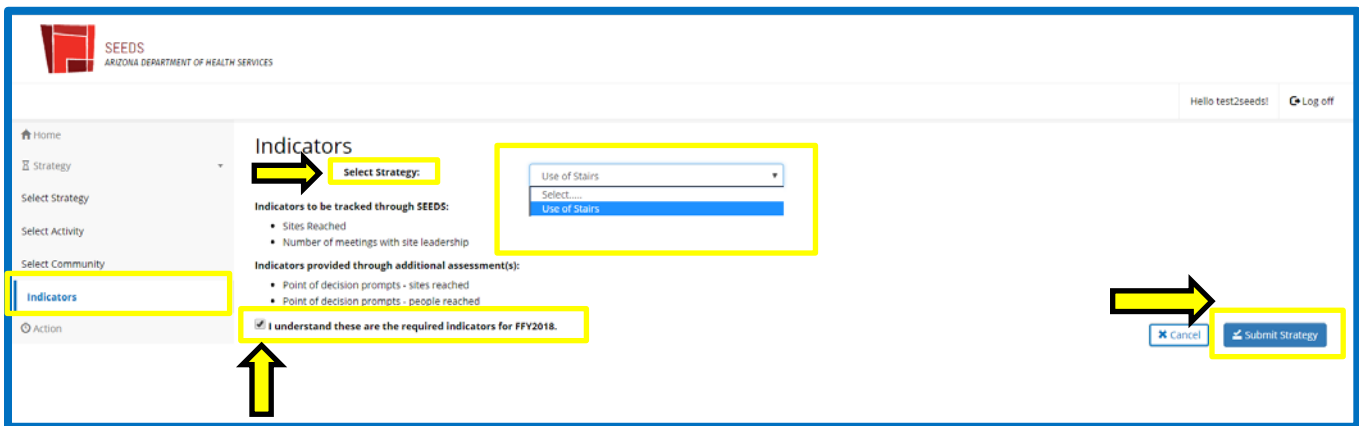 SEEDS
ARIZONA DEPARTMENT OF HEALTH SERVICES
Hello test2seeds! Log off
Home
Strategy
Select Strategy
Select Activity
Select Community
Indicators
Action
Indicators
Select Strategy:
Use of Stairs
Select.....
Use of Stairs
Indicators to be tracked through SEEDS:
• Sites Reached
• Number of meetings with site leadership
Indicators provided through additional assessment(s):
• Point of decision prompts - sites reached
• Point of decision prompts - people reached
I understand these are the required indicators for FFY2018.
Cancel Submit Strategy